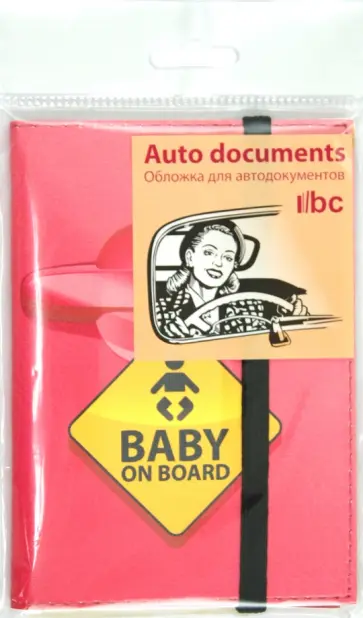 Auto documents
Обложка для автодокументов
bc
BABY
ON BOARD